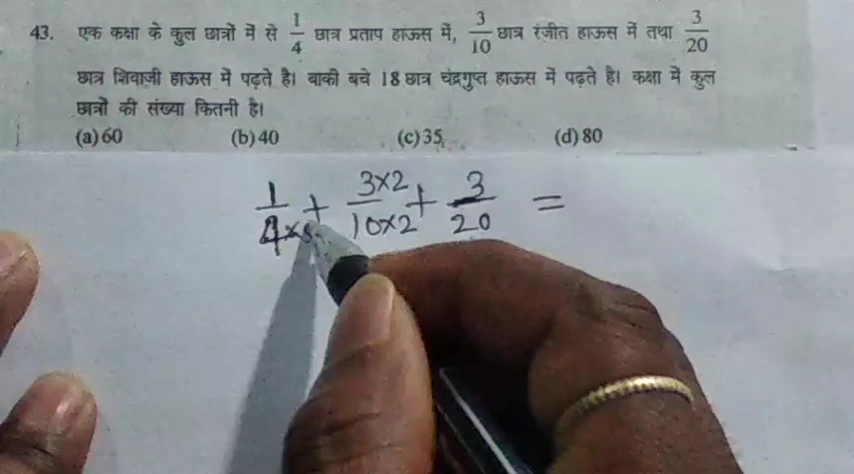 43. एक कक्षा के कुल छात्रों में से 1/4 छात्र प्रताप हाऊस में, 3/10 छात्र रंजीत हाऊस में तथा 3/20
छात्र शिवाजी हाऊस में पढ़ते है। बाकी बचे 18 छात्र चंद्रगुप्त हाऊस में पढ़ते है। कक्षा में कुल
छात्रों की संख्या कितनी है।
(a) 60 (b) 40 (c) 35 (d) 80
1/4×5 + 3×2/10×2 + 3/20 =